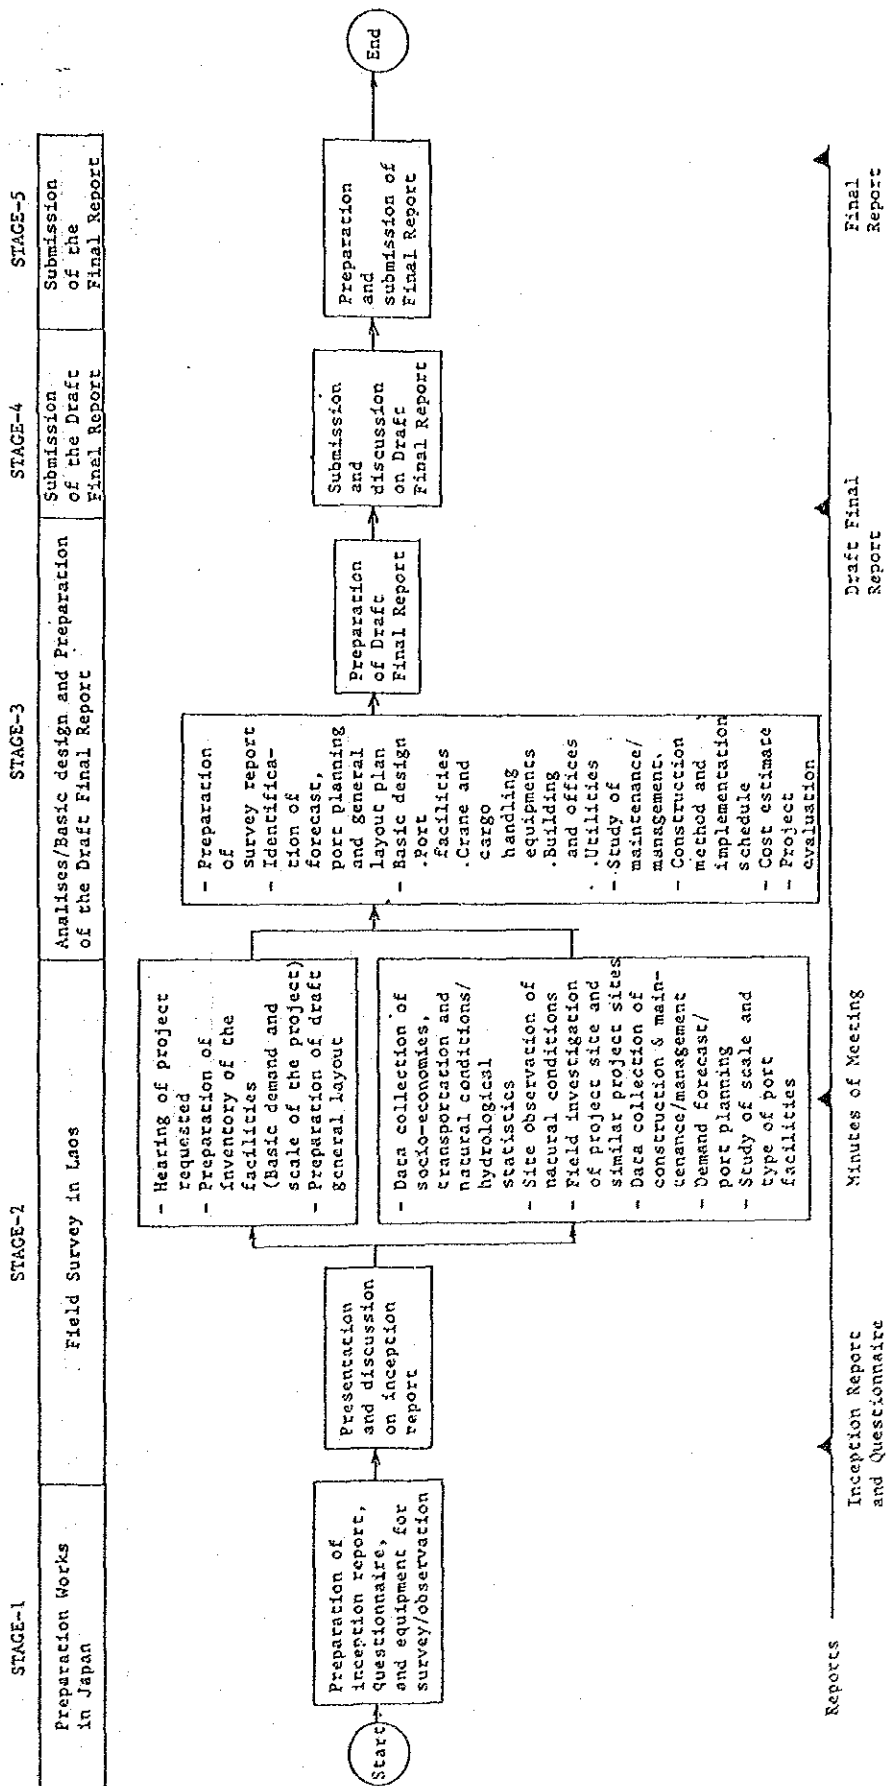 STAGE-1
STAGE-2
STAGE-3
STAGE-4
STAGE-5
Preparation Works
in Japan
Field Survey in Laos
Analises/Basic design and Preparation
of the Draft Final Report
Submission
of the Draft
Final Report
Submission
of the
Final Report
Start
Preparation of
inception report,
questionnaire,
and equipment for
survey/observation
Presentation
and discussion
on inception
report
- Hearing of project
requested
- Preparation of
inventory of the
facilities
(Basic demand and
scale of the project)
- Preparation of draft
general layout
- Data collection of
socio-economies,
transportation and
natural conditions/
hydrological
statistics
- Site observation of
natural conditions
- Field investigation
of project site and
similar project sites
- Data collection of
construction & main-
tenance/management
- Demand forecast/
port planning
- Study of scale and
type of port
facilities
- Preparation
of
survey report
- Identifica-
tion of
forecast,
port planning
and general
layout plan
- Basic design
.Port
facilities
.Crane and
cargo
handling
equipments
.Building
and offices
.Utilities
- Study of
maintenance/
management.
- Construction
method and
implementation
schedule
- Cost estimate
- Project
evaluation
Preparation
of Draft
Final Report
Submission
and
discussion
on Draft
Final Report
Preparation
and
submission of
Final Report
End
Reports
Inception Report
and Questionnaire
Minutes of Meeting
Draft Final
Report
Final
Report